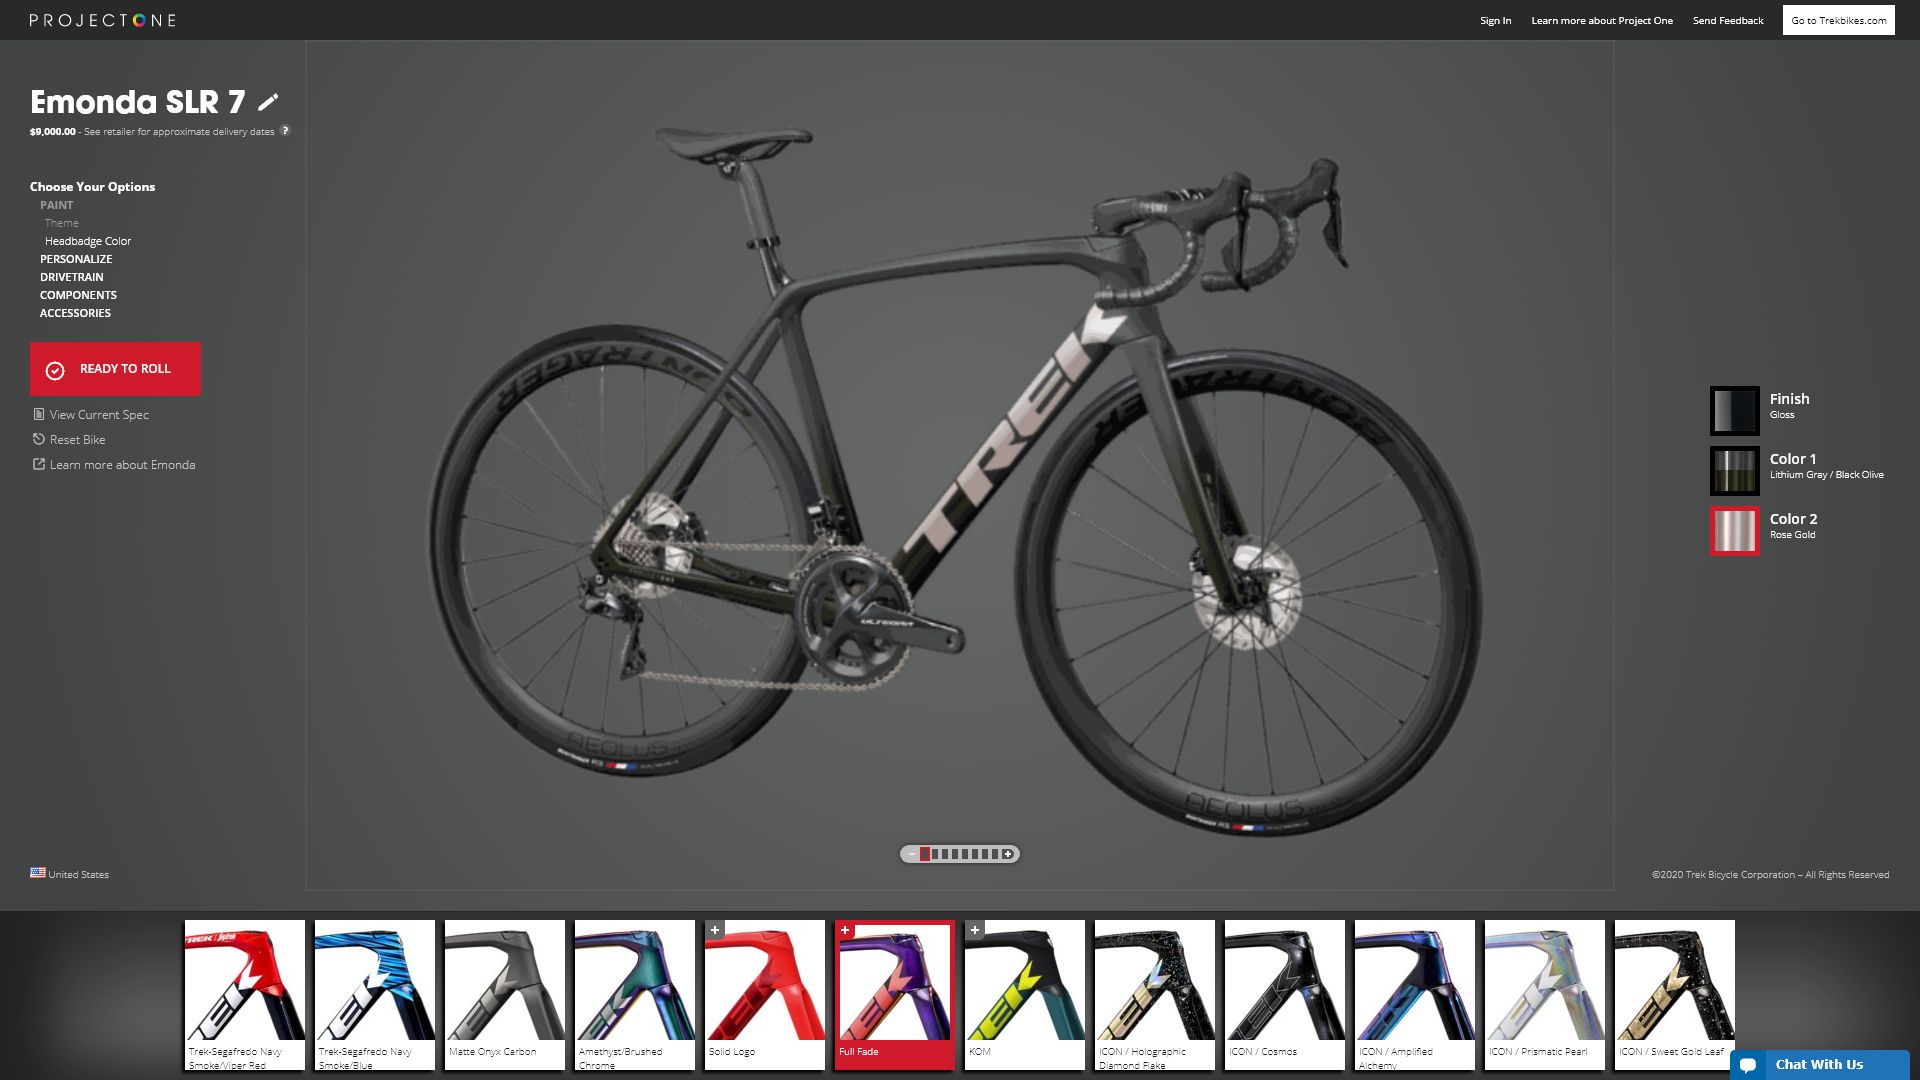 PROJECTONE
Sign In
Learn more about Project One
Send Feedback
Go to Trekbikes.com
Emonda SLR 7
$9,000.00 - See retailer for approximate delivery dates ?
Choose Your Options
PAINT
Theme
Headbadge Color
PERSONALIZE
DRIVETRAIN
COMPONENTS
ACCESSORIES
READY TO ROLL
View Current Spec
Reset Bike
Learn more about Emonda
BONTRAGER
TREK
BONTRAGER
ULTEGRA
AEOLUS
AEOLUS
Finish
Gloss
Color 1
Lithium Gray / Black Olive
Color 2
Rose Gold
United States
©2020 Trek Bicycle Corporation – All Rights Reserved
Trek-Segafredo Navy
Smoke/Viper Red
Trek-Segafredo Navy
Smoke/Blue
Matte Onyx Carbon
Amethyst/Brushed
Chrome
Solid Logo
Full Fade
KOM
ICON / Holographic
Diamond Flake
ICON / Cosmos
ICON / Amplified
Alchemy
ICON / Prismatic Pearl
ICON / Sweet Gold Leaf
Chat With Us